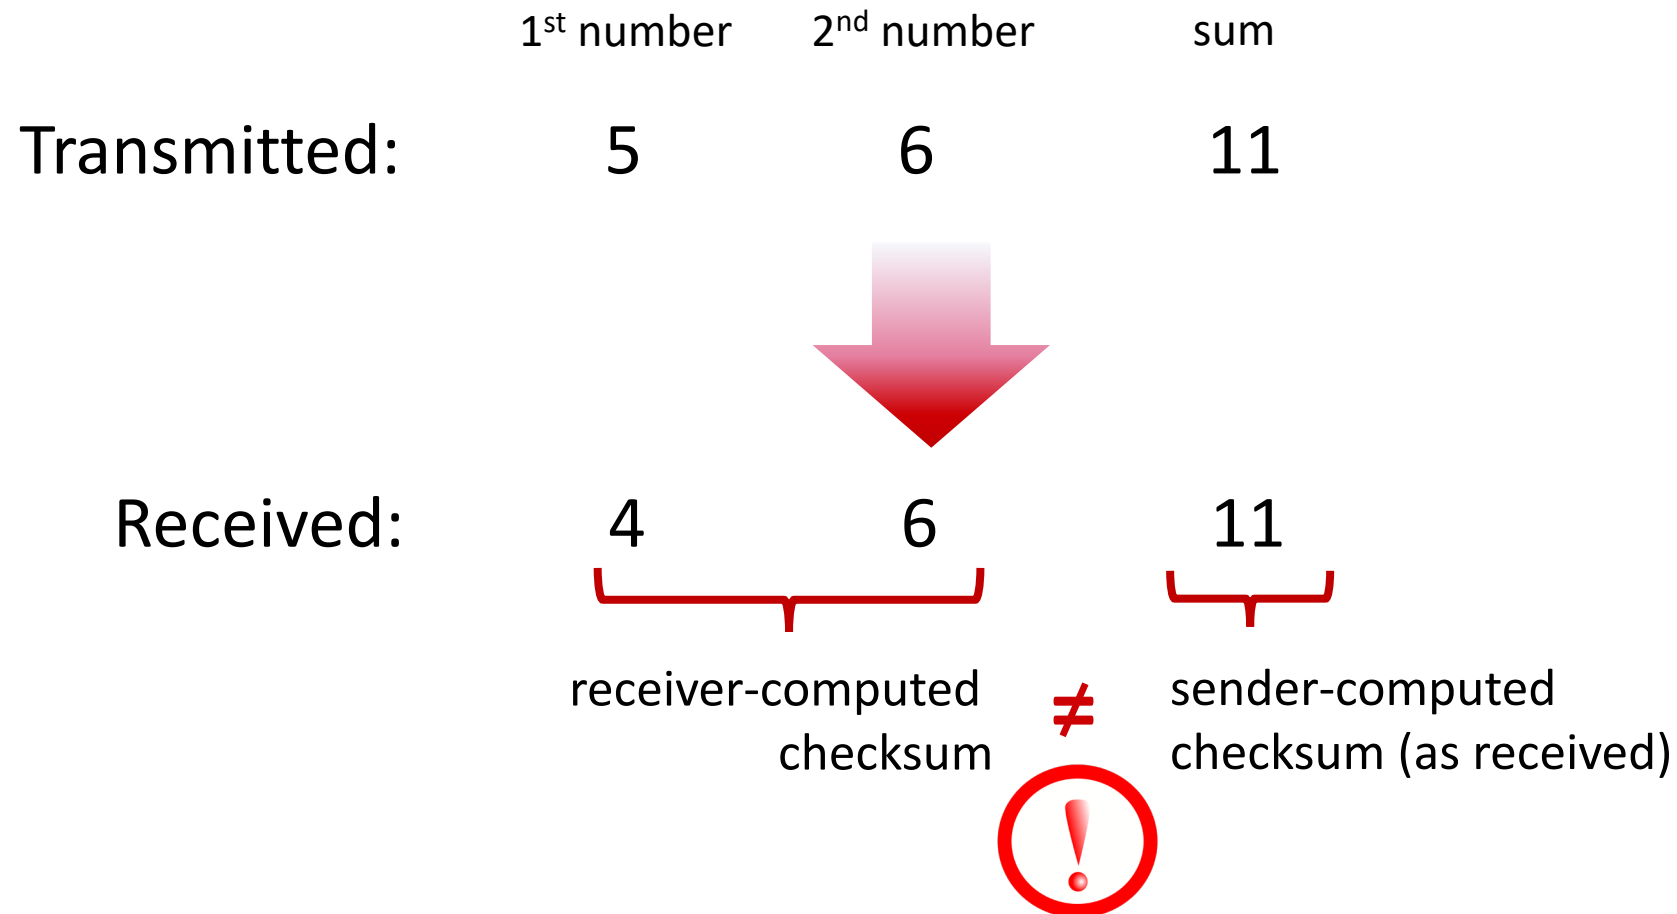 1st number 2nd number sum
Transmitted: 5 6 11
Received: 4 6 11
receiver-computed ≠ sender-computed
checksum checksum (as received)
!